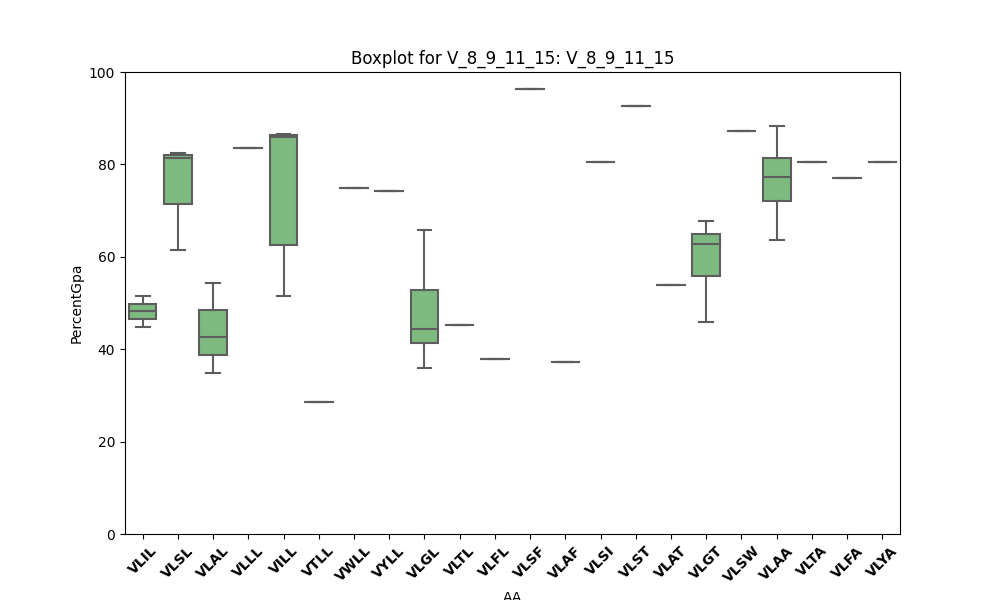 Boxplot for V_8_9_11_15: V_8_9_11_15
PercentGpa
100
80
60
40
20
0
VLIL VLSL VLAL VLLL VILL VTLL VWLL VYLL VLGL VLTL VLFL VLSF VLAF VLSI VLST VLAT VLGT VLSW VLAA VLTA VLFA VLYA
AA